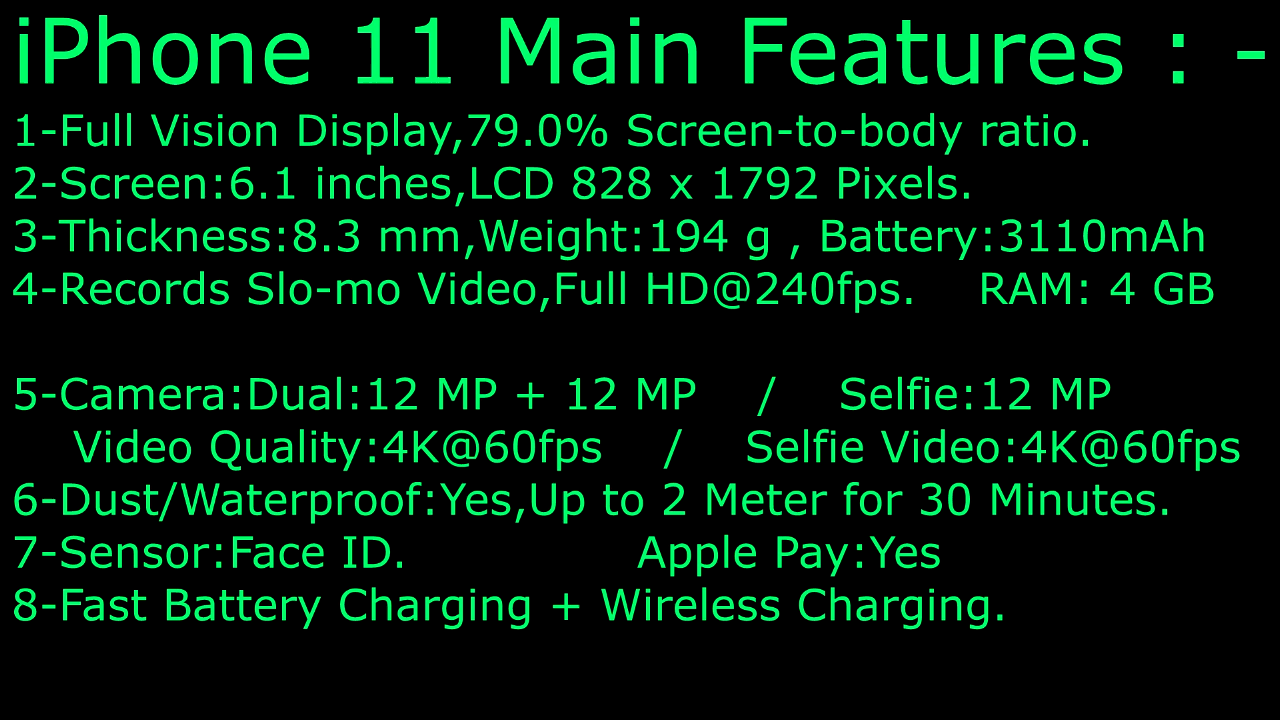 iPhone 11 Main Features : -
1-Full Vision Display,79.0% Screen-to-body ratio.
2-Screen:6.1 inches,LCD 828 x 1792 Pixels.
3-Thickness:8.3 mm,Weight:194 g , Battery:3110mAh
4-Records Slo-mo Video,Full HD@240fps.    RAM: 4 GB
5-Camera:Dual:12 MP + 12 MP    /    Selfie:12 MP
Video Quality:4K@60fps    /    Selfie Video:4K@60fps
6-Dust/Waterproof:Yes,Up to 2 Meter for 30 Minutes.
7-Sensor:Face ID.    Apple Pay:Yes
8-Fast Battery Charging + Wireless Charging.